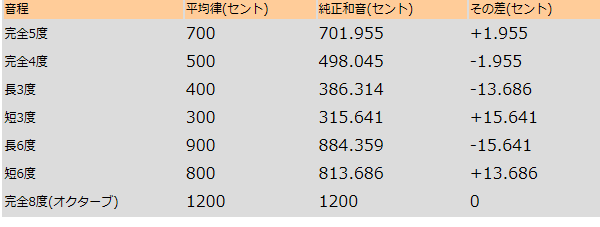 音程 平均律(セント) 純正和音(セント) その差(セント)
完全5度 700 701.955 +1.955
完全4度 500 498.045 -1.955
長3度 400 386.314 -13.686
短3度 300 315.641 +15.641
長6度 900 884.359 -15.641
短6度 800 813.686 +13.686
完全8度(オクターブ) 1200 1200 0